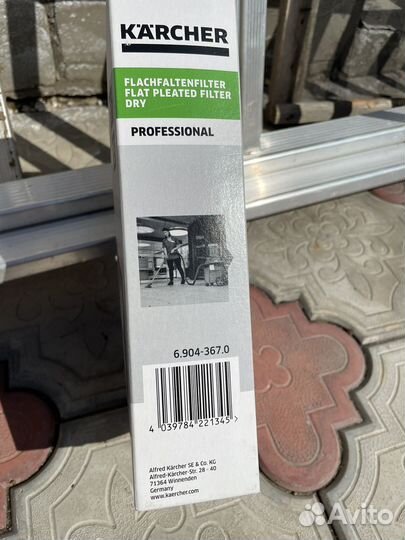 KÄRCHER
FLACHFALTENFILTER
FLAT PLEATED FILTER
DRY
PROFESSIONAL
6.904-367.0
4 039784 221345 >
Alfred Kärcher SE & Co. KG
Alfred-Kärcher-Str. 28 - 40
71364 Winnenden
Germany
www.kaercher.com
Avito